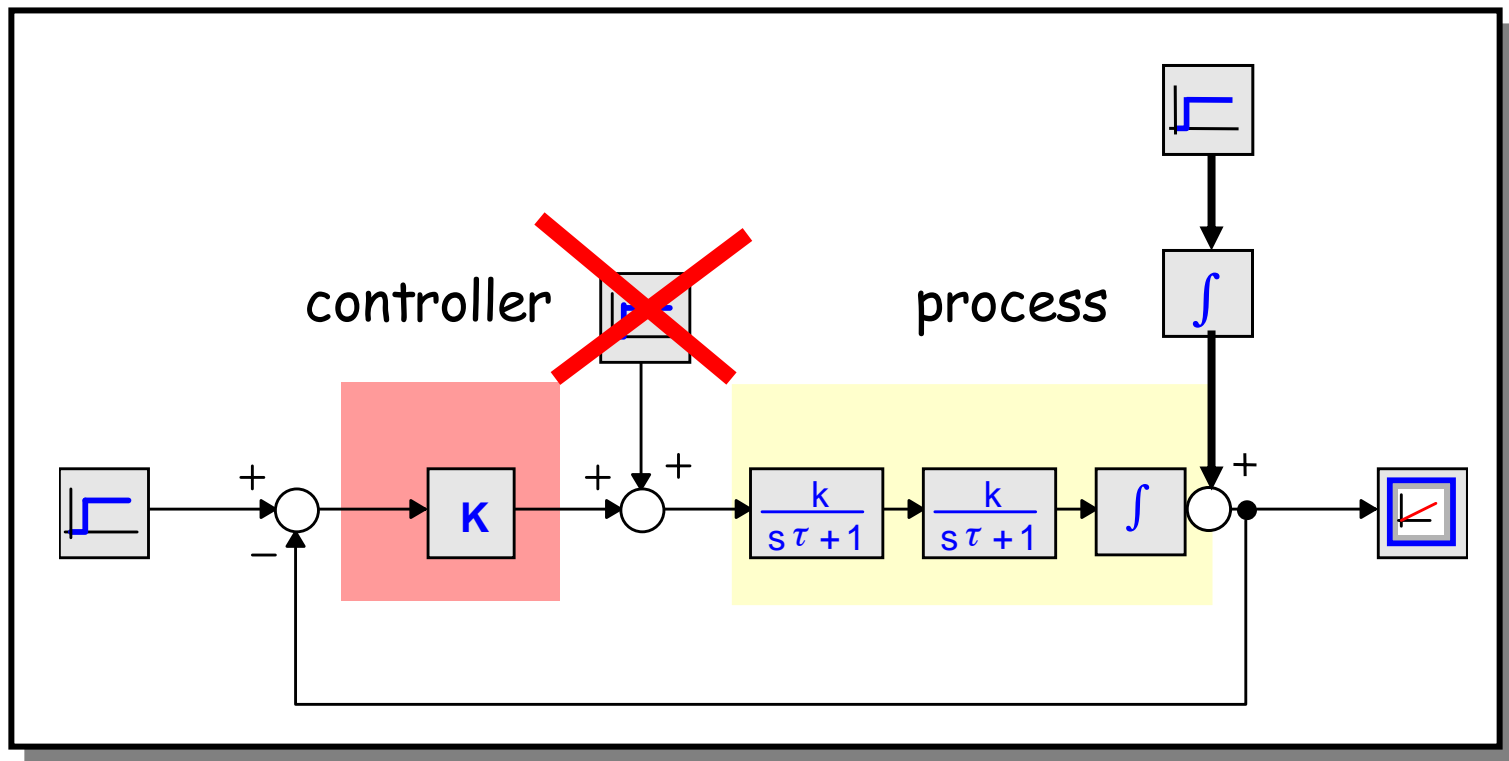 controller
process
∫
+
+
+
+
−
K
k
sτ+1
k
sτ+1
∫